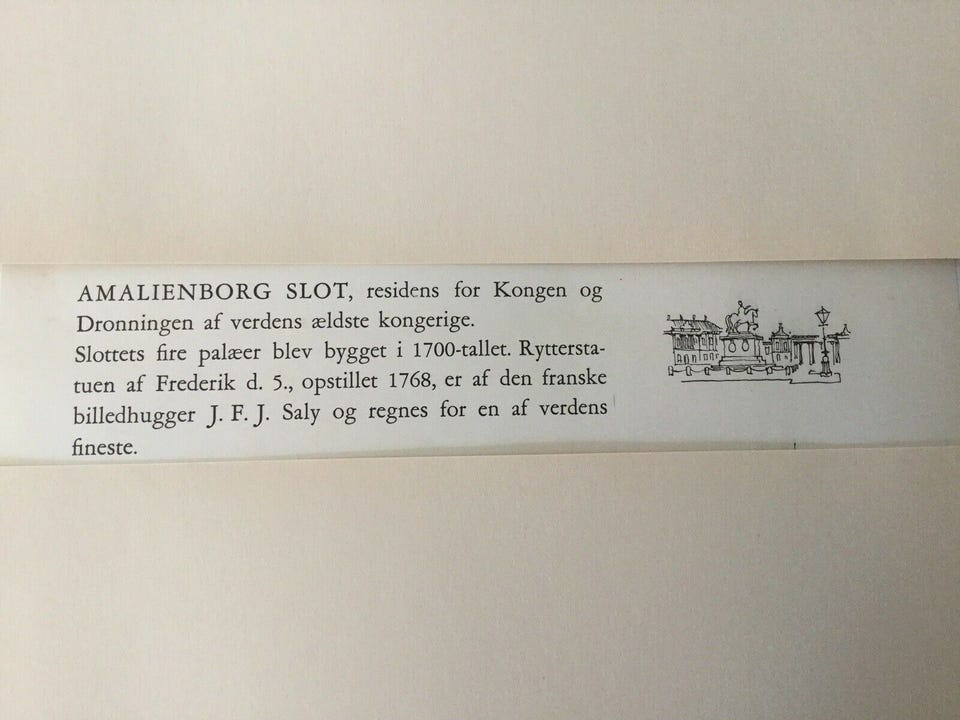 AMALIENBORG SLOT, residens for Kongen og
Dronningen af verdens ældste kongerige.
Slottets fire palæer blev bygget i 1700-tallet. Ryttersta-
tuen af Frederik d. 5., opstillet 1768, er af den franske
billedhugger J. F. J. Saly og regnes for en af verdens
fineste.